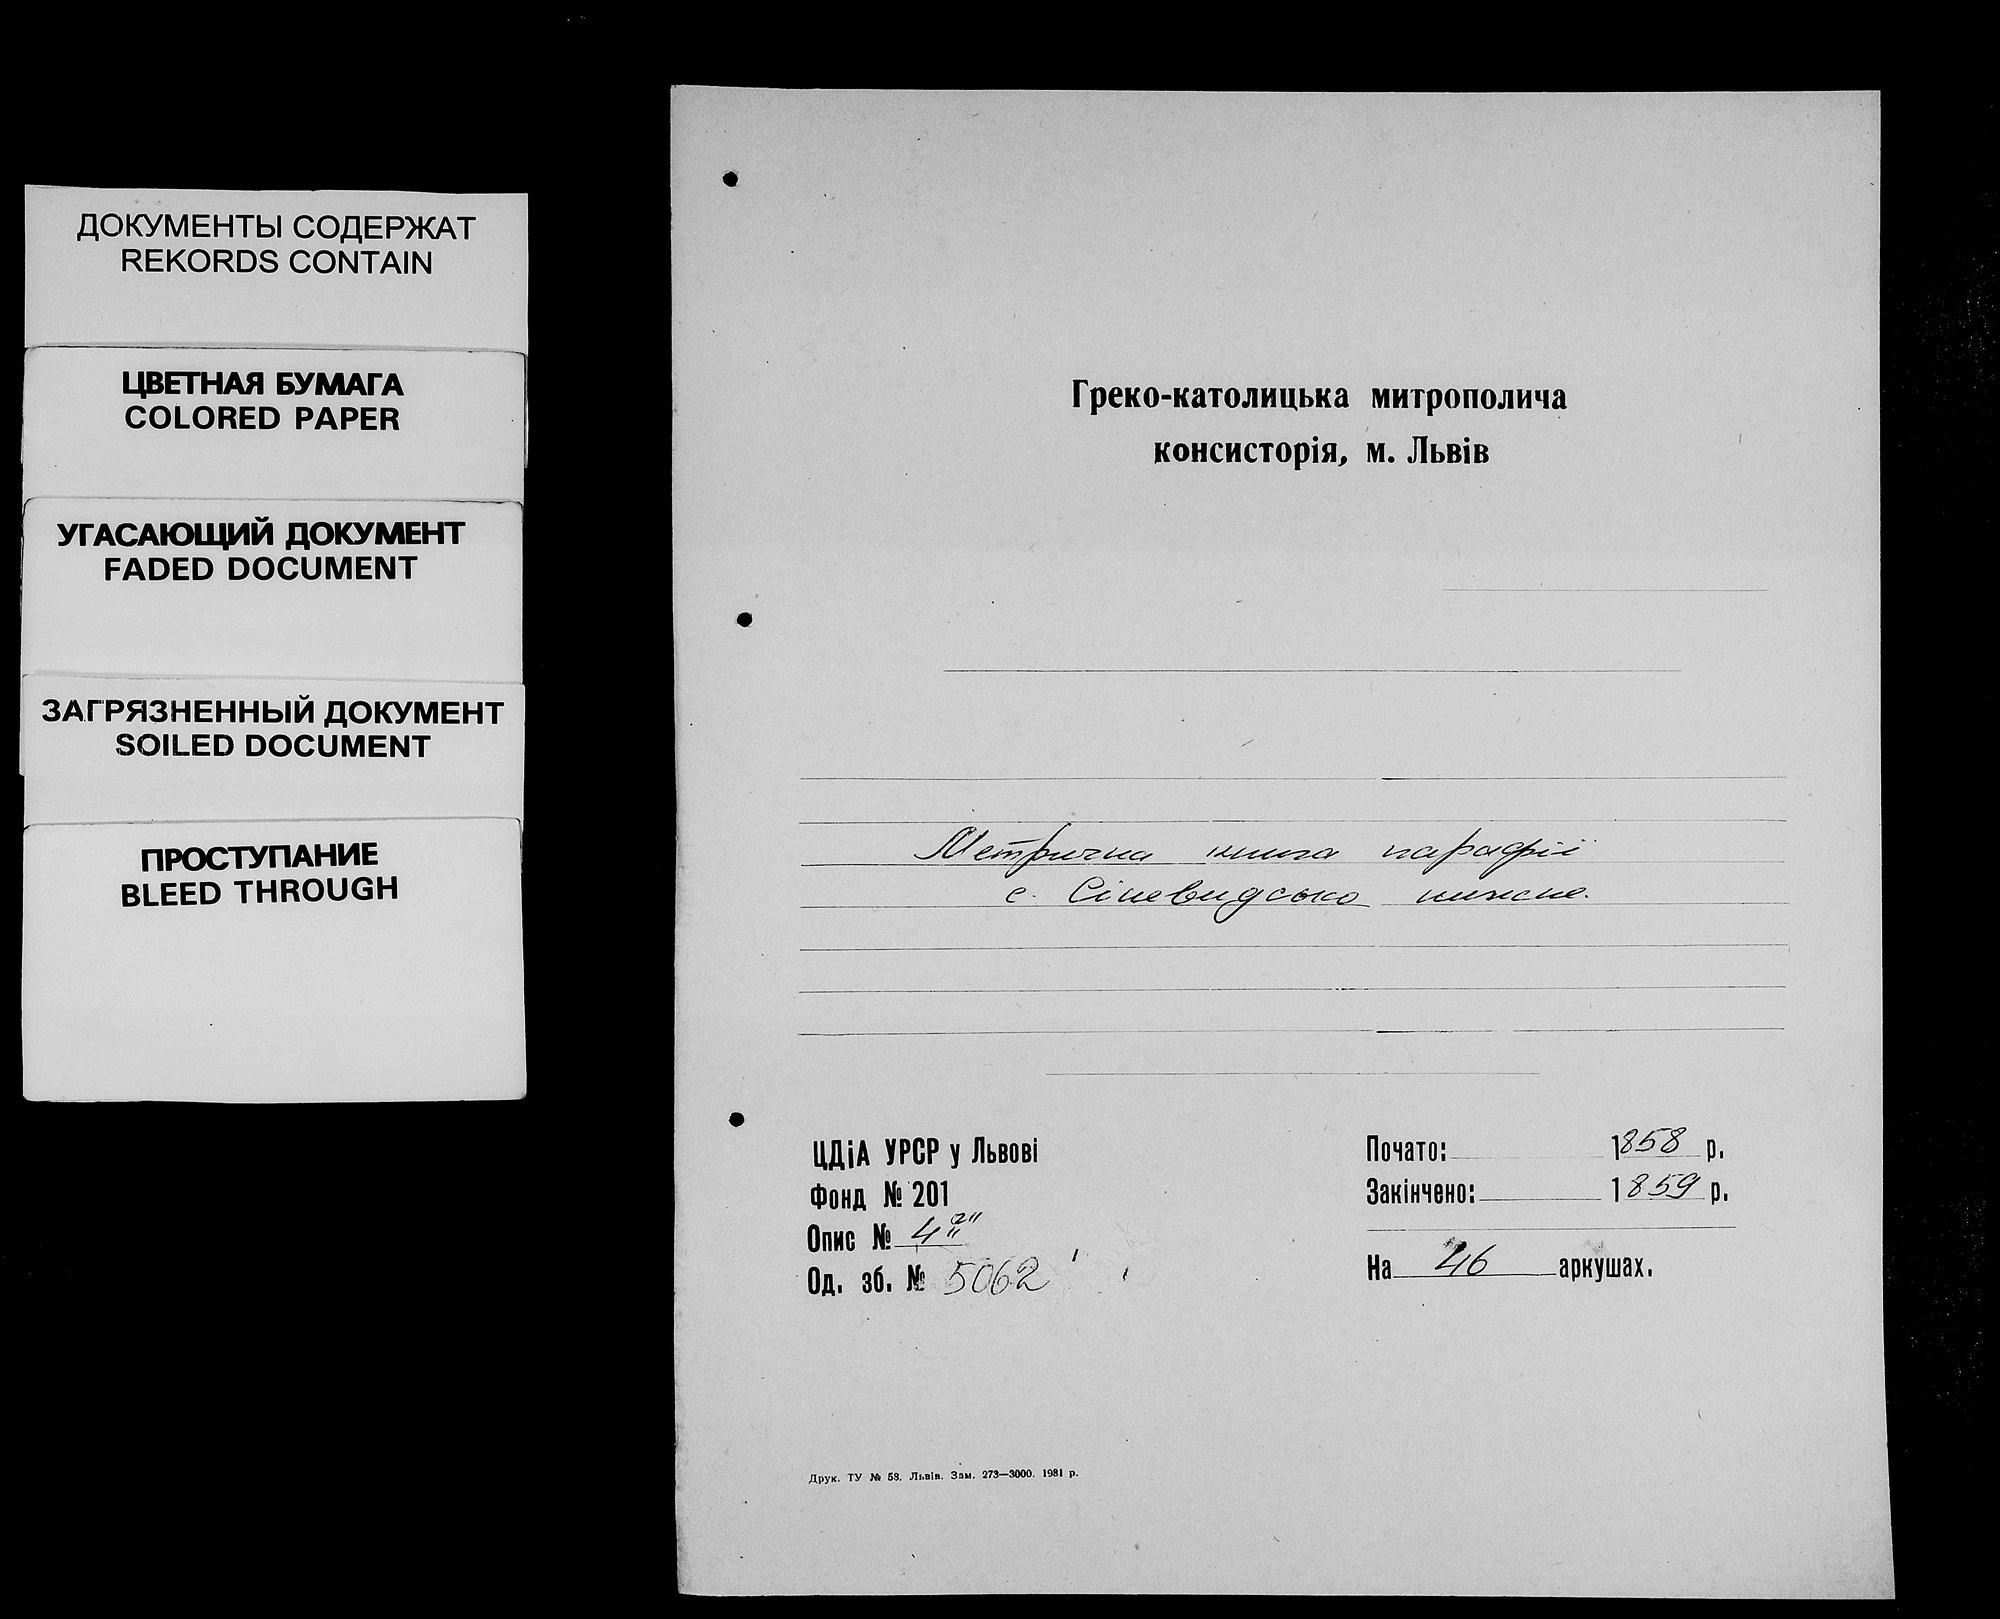 ДОКУМЕНТЫ СОДЕРЖАТ
REKORDS CONTAIN
ЦВЕТНАЯ БУМАГА
COLORED PAPER
УГАСАЮЩИЙ ДОКУМЕНТ
FADED DOCUMENT
ЗАГРЯЗНЕННЫЙ ДОКУМЕНТ
SOILED DOCUMENT
ПРОСТУПАНИЕ
BLEED THROUGH
Греко-католицька митрополича
консисторія, м. Львів
Метрична книга парафії
с. Сіневидсько нижнє.
ЦДіА УРСР у Львові
Фонд № 201
Опис № 4"а"
Од. зб. № 5062
Почато: 1858 р.
Закінчено: 1859 р.
На 46 аркушах.
Друк. ТУ № 58. Львів. Зам. 273—3000. 1981 р.